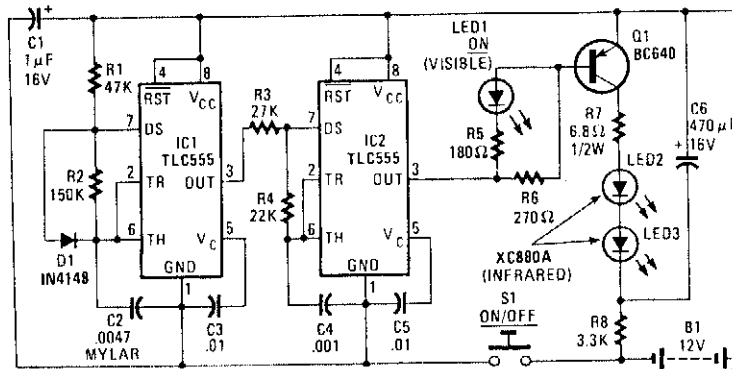 C1
1µF
16V
R1
47K
R2
150K
D1
IN4148
C2
.0047
MYLAR
4
8
RST
VCC
7
DS
IC1
TLC555
2
TR
OUT
3
6
TH
VC
5
GND
1
C3
.01
R3
27K
R4
22K
4
8
RST
VCC
7
DS
IC2
TLC555
2
TR
OUT
3
6
TH
VC
5
GND
1
C4
.001
C5
.01
LED1
ON
(VISIBLE)
R5
180Ω
R6
270Ω
Q1
BC640
R7
6.8Ω
1/2W
C6
470µF
+
16V
LED2
LED3
XC880A
(INFRARED)
S1
ON/OFF
R8
3.3K
B1
12V
+